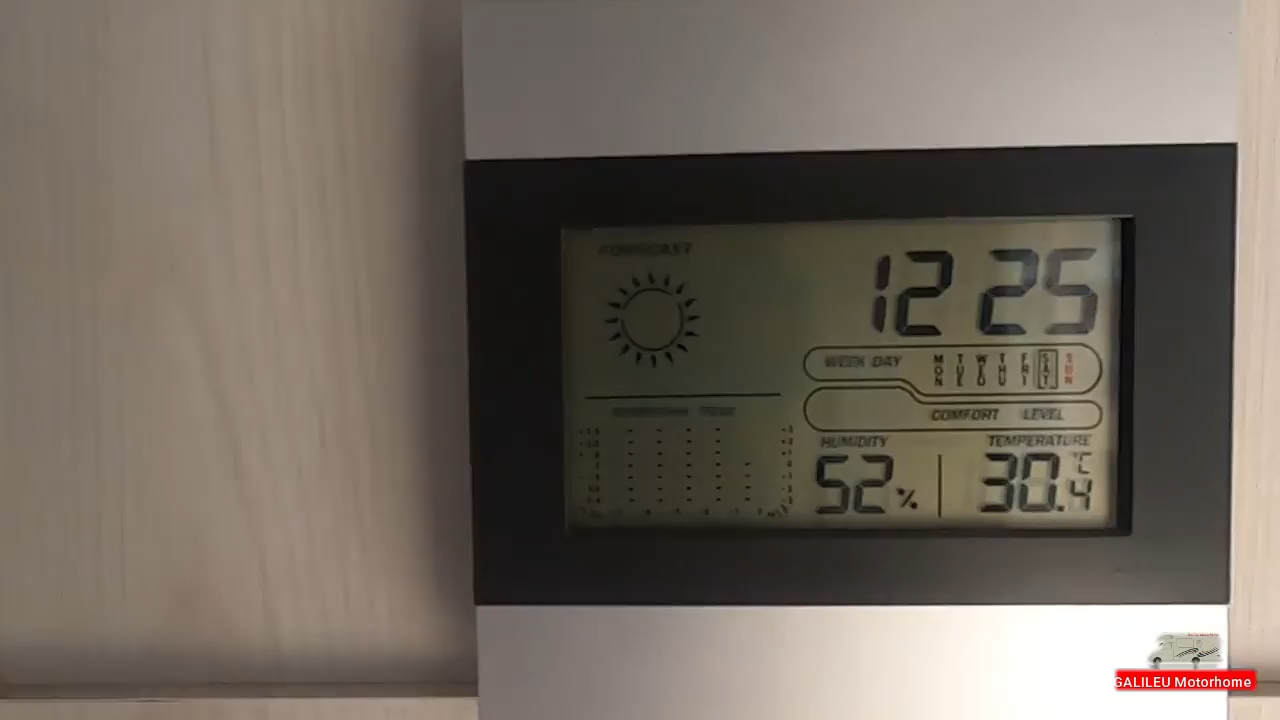 FORECAST
12 25
WEEK DAY MON TUE WED THU FRI SAT SUN
COMFORT LEVEL
HUMIDITY TEMPERATURE
52% 30.4 °C
GALILEU Motorhome